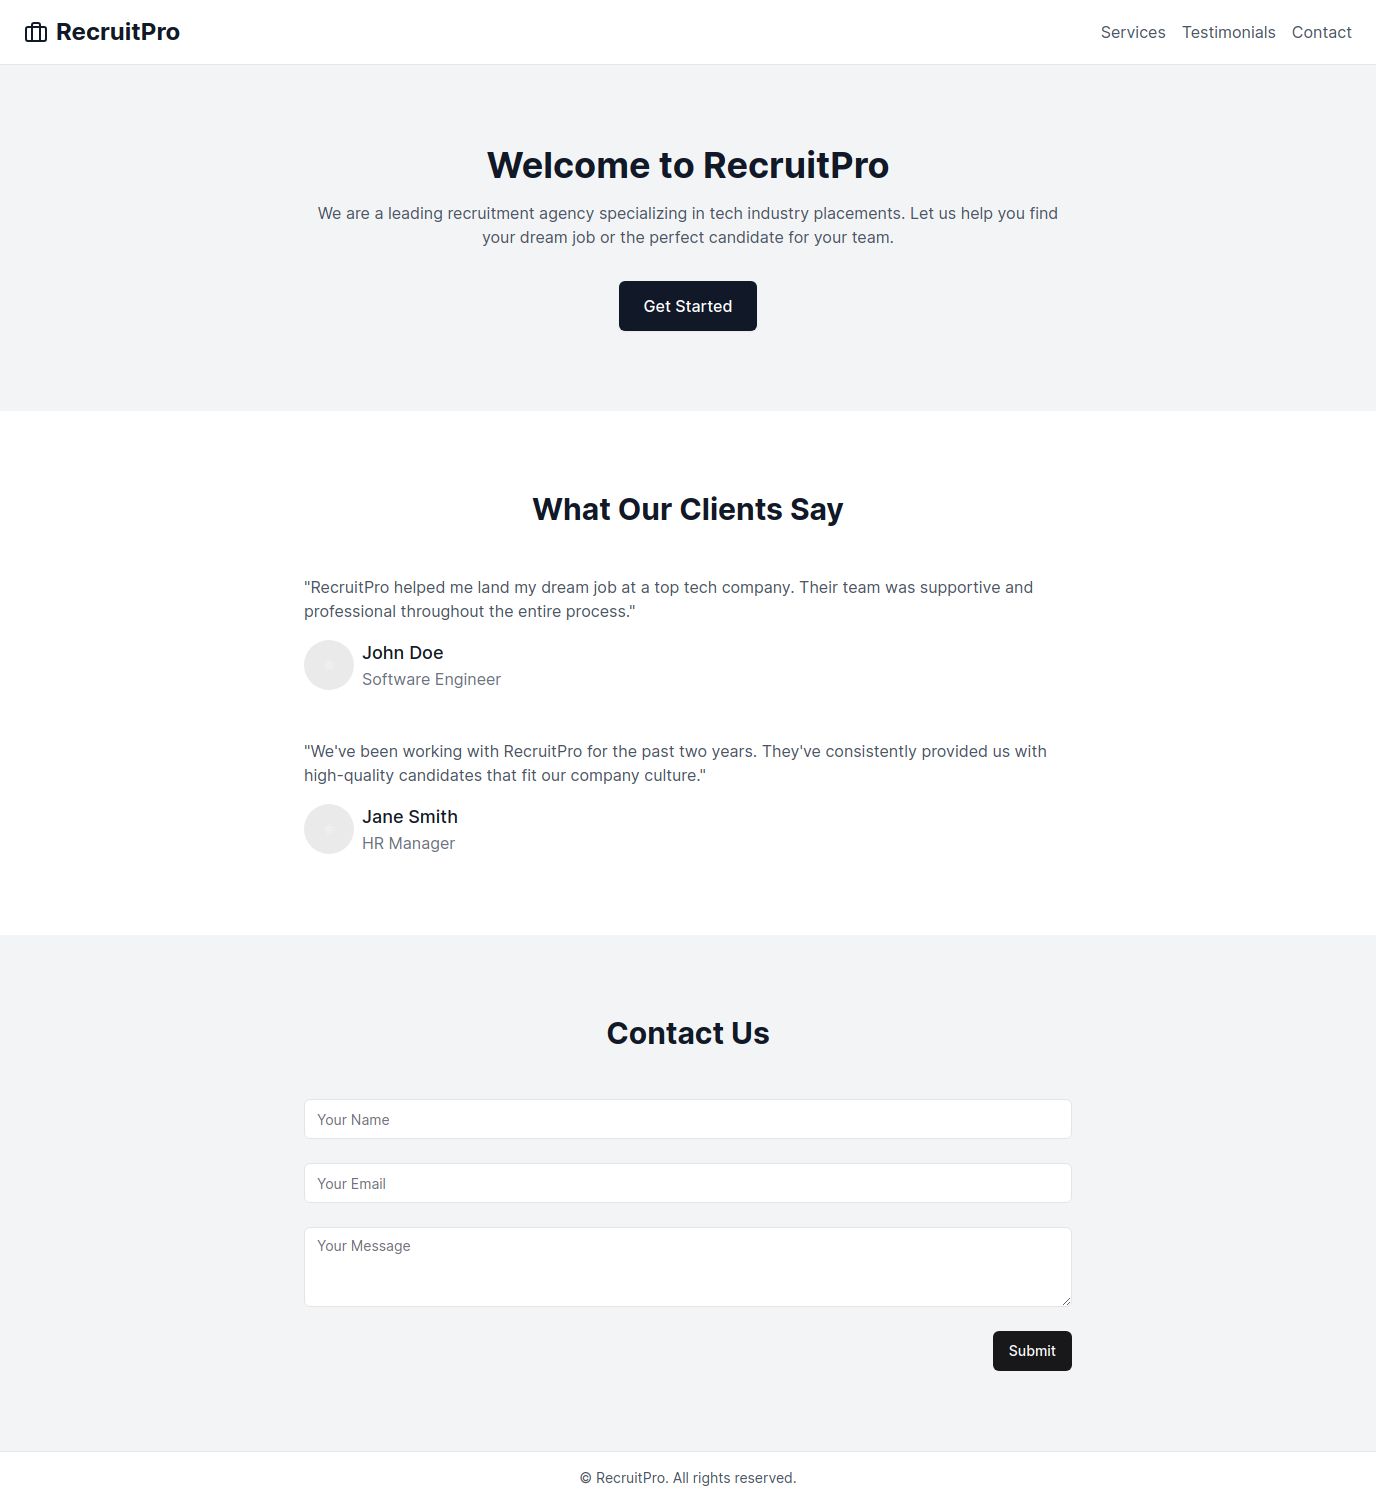 RecruitPro
Services Testimonials Contact
Welcome to RecruitPro
We are a leading recruitment agency specializing in tech industry placements. Let us help you find
your dream job or the perfect candidate for your team.
Get Started
What Our Clients Say
"RecruitPro helped me land my dream job at a top tech company. Their team was supportive and
professional throughout the entire process."
John Doe
Software Engineer
"We've been working with RecruitPro for the past two years. They've consistently provided us with
high-quality candidates that fit our company culture."
Jane Smith
HR Manager
Contact Us
Your Name
Your Email
Your Message
Submit
© RecruitPro. All rights reserved.